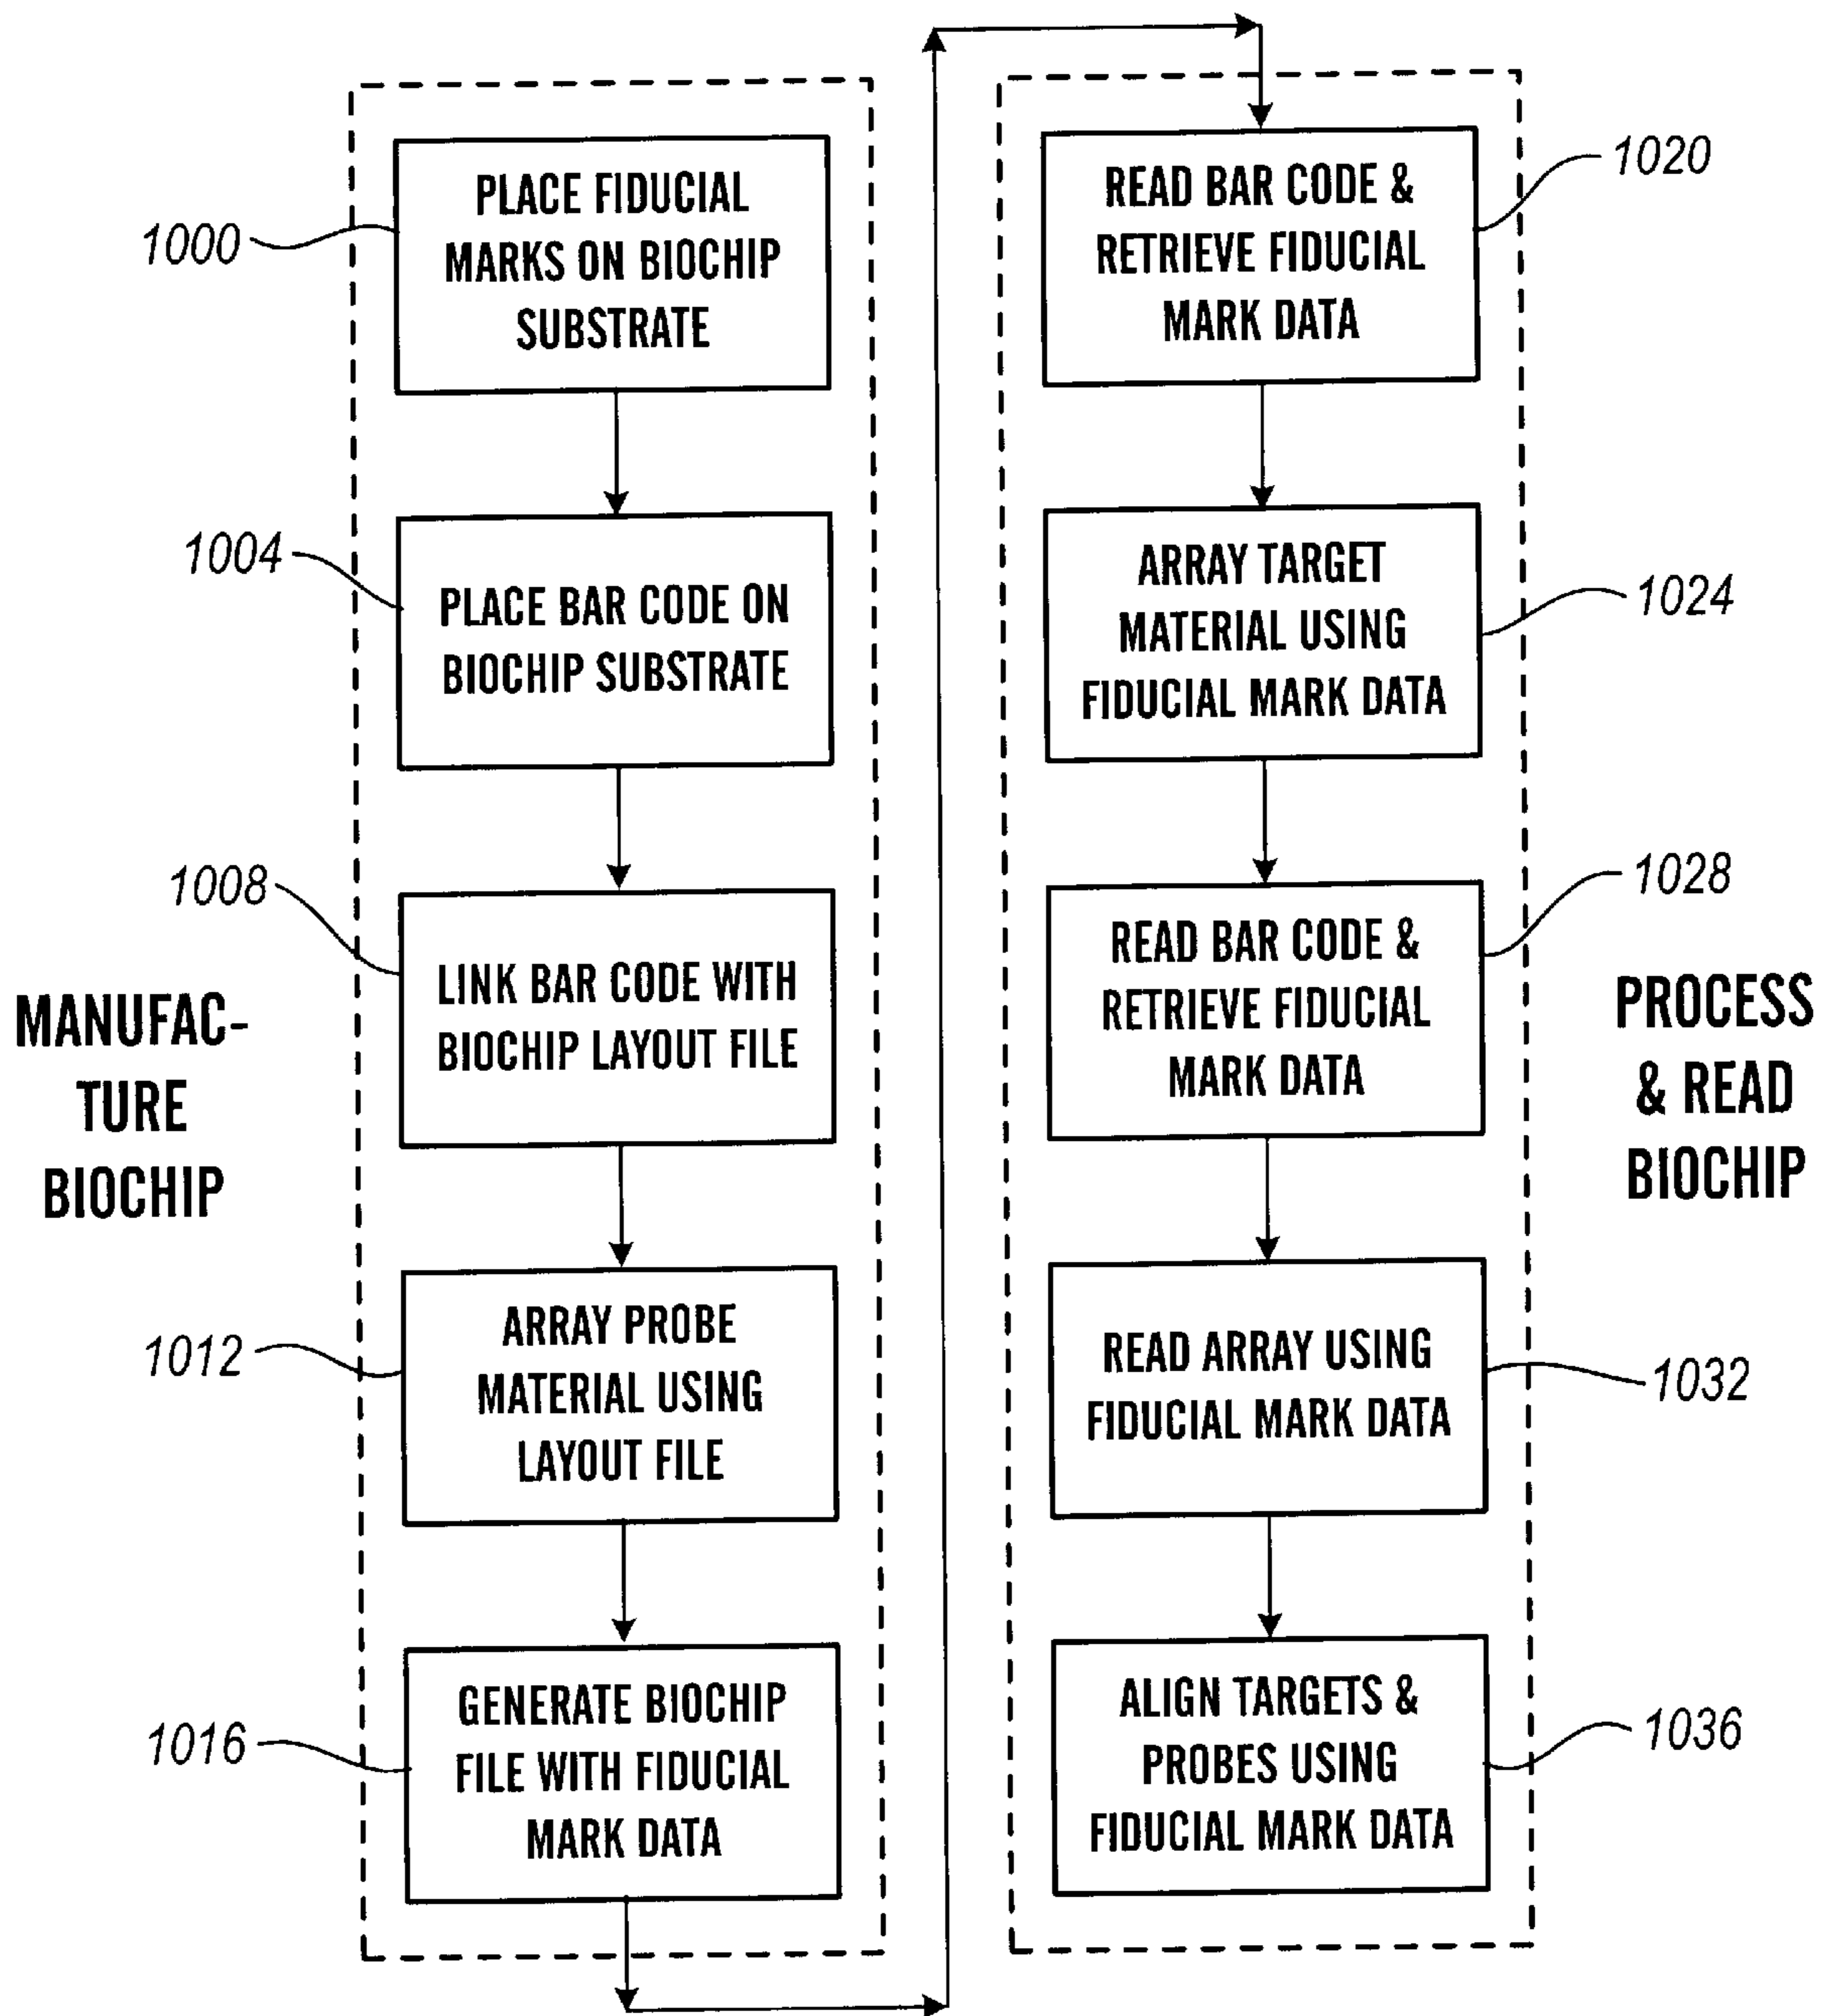 MANUFAC-
TURE
BIOCHIP
1000
PLACE FIDUCIAL
MARKS ON BIOCHIP
SUBSTRATE
1004
PLACE BAR CODE ON
BIOCHIP SUBSTRATE
1008
LINK BAR CODE WITH
BIOCHIP LAYOUT FILE
1012
ARRAY PROBE
MATERIAL USING
LAYOUT FILE
1016
GENERATE BIOCHIP
FILE WITH FIDUCIAL
MARK DATA
PROCESS
& READ
BIOCHIP
READ BAR CODE &
RETRIEVE FIDUCIAL
MARK DATA
1020
ARRAY TARGET
MATERIAL USING
FIDUCIAL MARK DATA
1024
READ BAR CODE &
RETRIEVE FIDUCIAL
MARK DATA
1028
READ ARRAY USING
FIDUCIAL MARK DATA
1032
ALIGN TARGETS &
PROBES USING
FIDUCIAL MARK DATA
1036